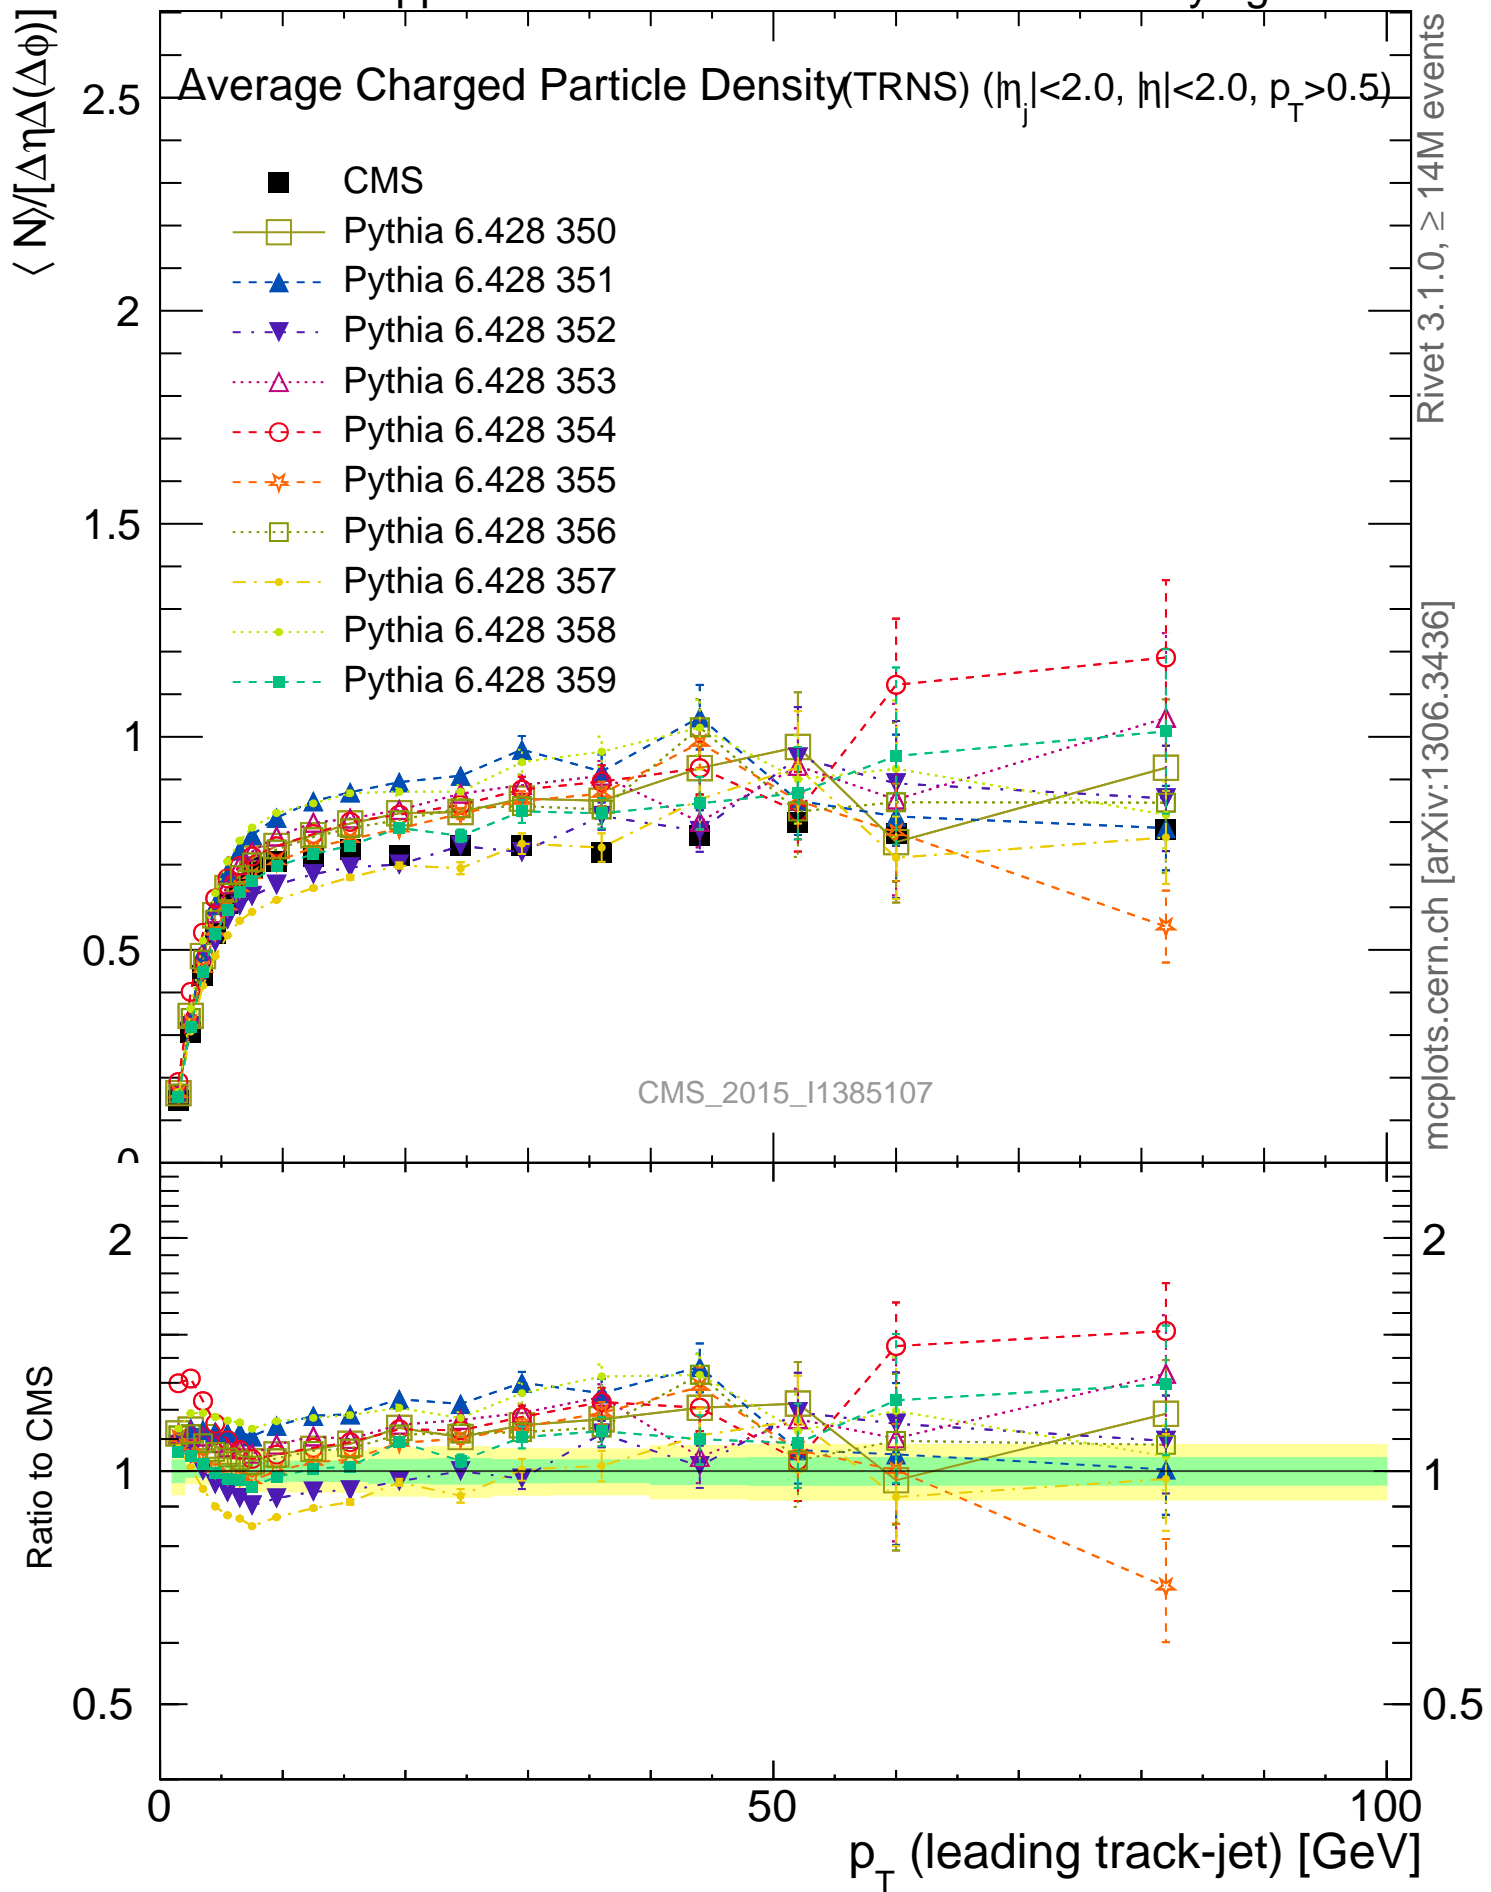 Average Charged Particle Density (TRNS) (|η_j|<2.0, |η|<2.0, p_T>0.5)
⟨ N⟩/[ΔηΔ(Δϕ)]
CMS
Pythia 6.428 350
Pythia 6.428 351
Pythia 6.428 352
Pythia 6.428 353
Pythia 6.428 354
Pythia 6.428 355
Pythia 6.428 356
Pythia 6.428 357
Pythia 6.428 358
Pythia 6.428 359
2.5
2
1.5
1
0.5
0
CMS_2015_I1385107
Rivet 3.1.0, ≥ 14M events
mcplots.cern.ch [arXiv:1306.3436]
Ratio to CMS
2
1
0.5
2
1
0.5
0
50
100
p_T (leading track-jet) [GeV]